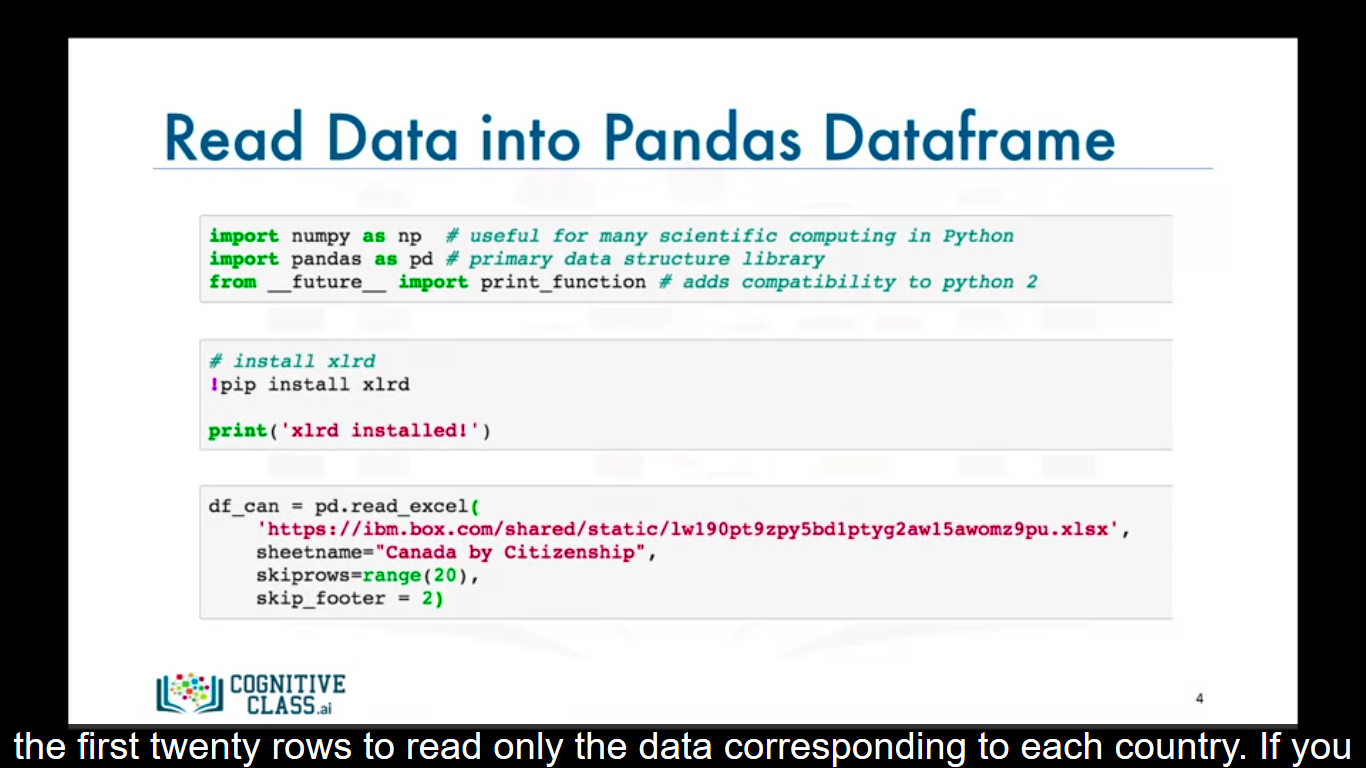 Read Data into Pandas Dataframe
import numpy as np # useful for many scientific computing in Python
import pandas as pd # primary data structure library
from __future__ import print_function # adds compatibility to python 2
# install xlrd
!pip install xlrd
print('xlrd installed!')
df_can = pd.read_excel(
'https://ibm.box.com/shared/static/lw190pt9zpy5bd1ptyg2aw15awomz9pu.xlsx',
sheetname="Canada by Citizenship",
skiprows=range(20),
skip_footer = 2)
COGNITIVE
CLASS.ai
4
the first twenty rows to read only the data corresponding to each country. If you